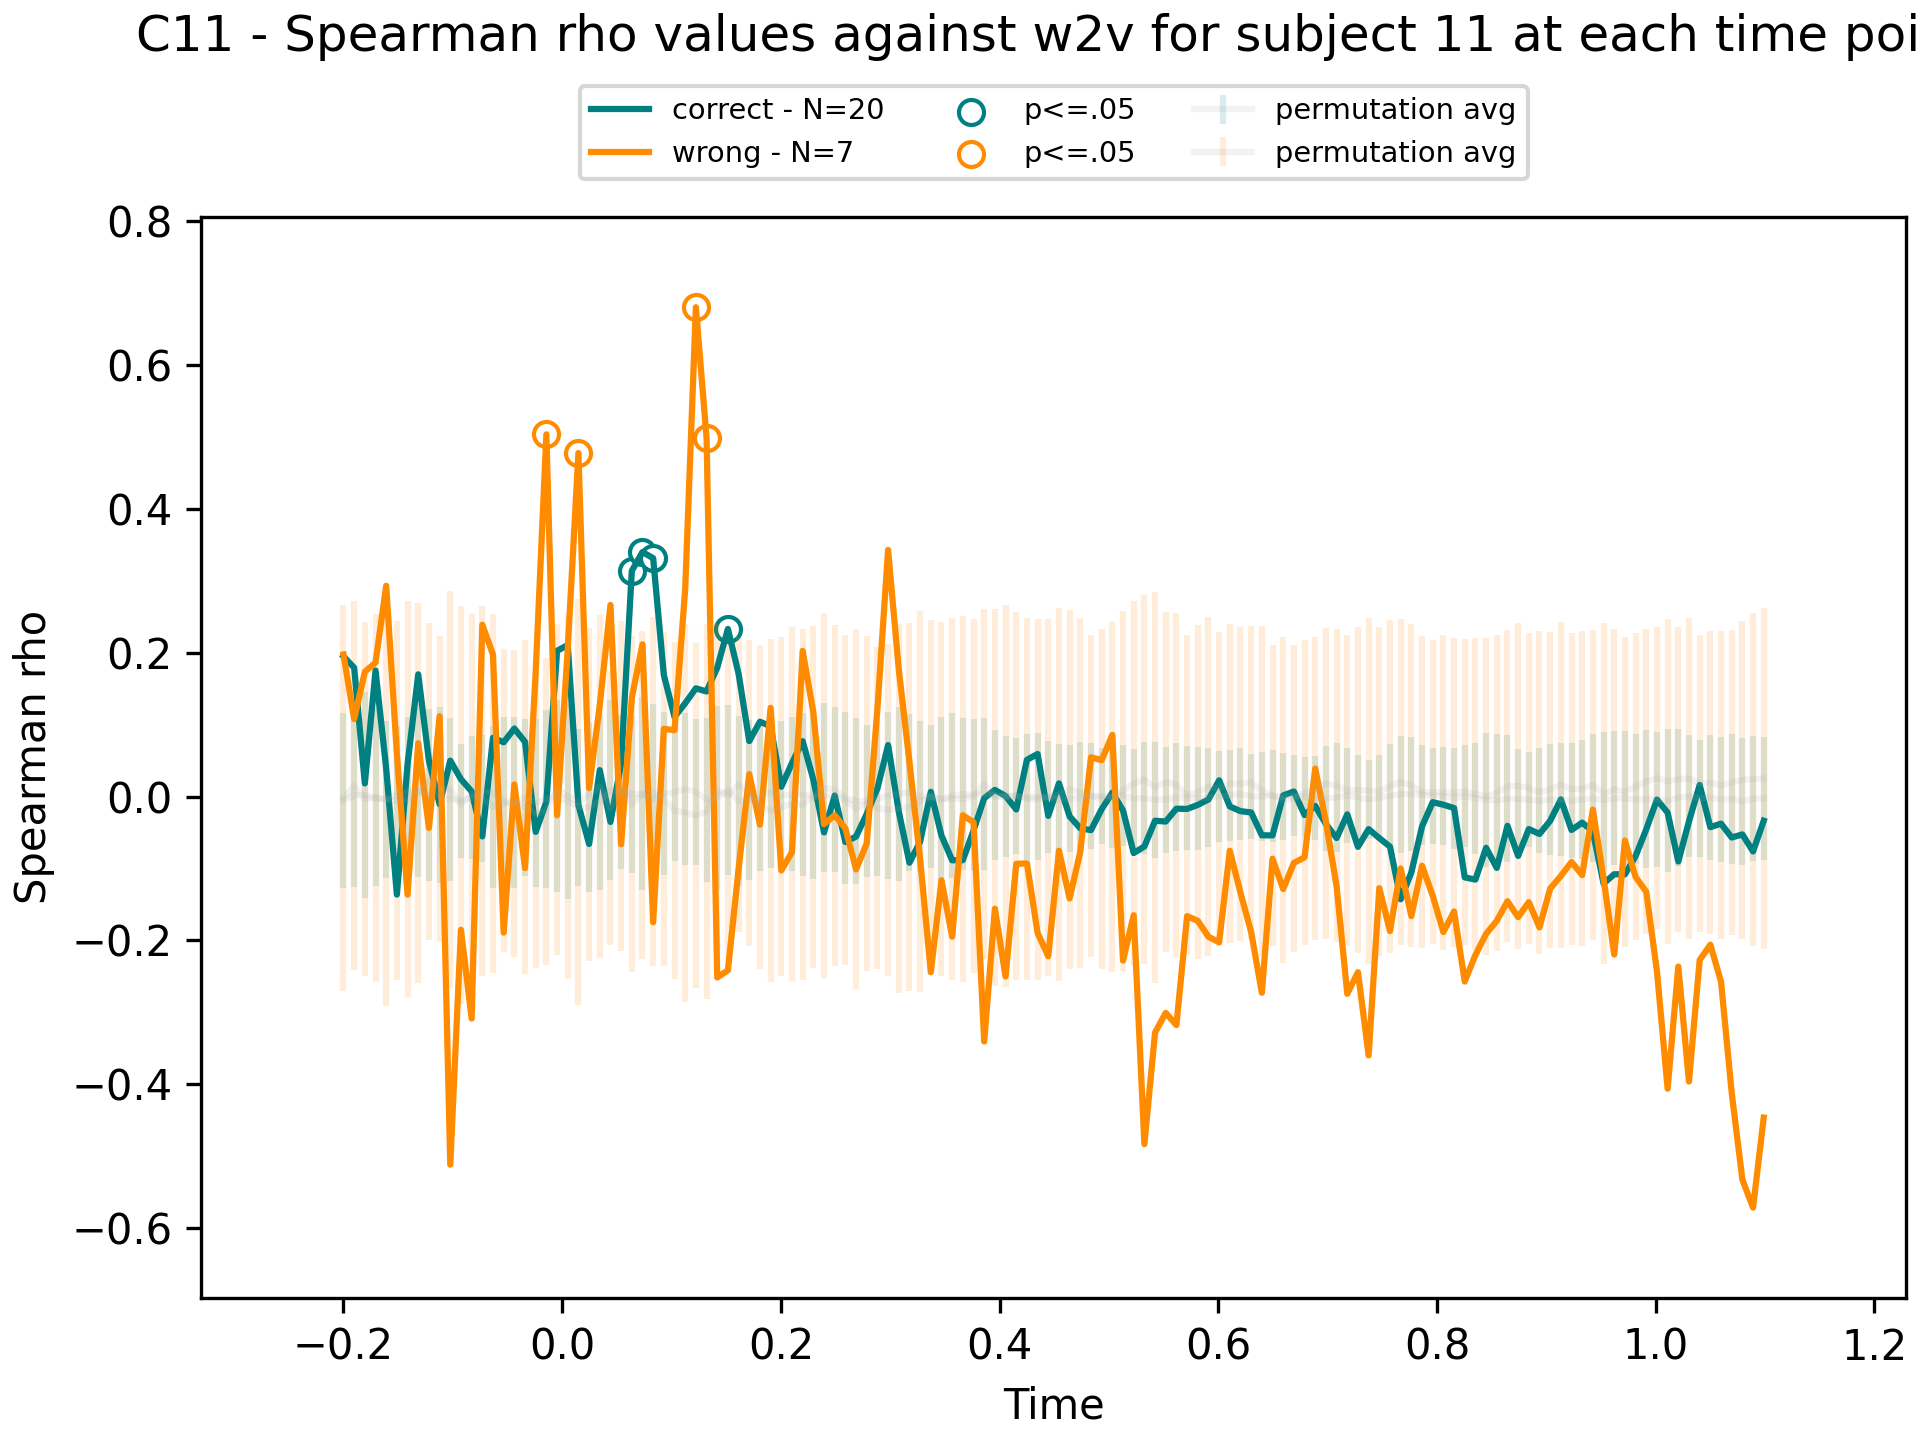 C11 - Spearman rho values against w2v for subject 11 at each time poi
correct - N=20
wrong - N=7
p<=.05
p<=.05
permutation avg
permutation avg
Spearman rho
0.8
0.6
0.4
0.2
0.0
−0.2
−0.4
−0.6
−0.2 0.0 0.2 0.4 0.6 0.8 1.0 1.2
Time